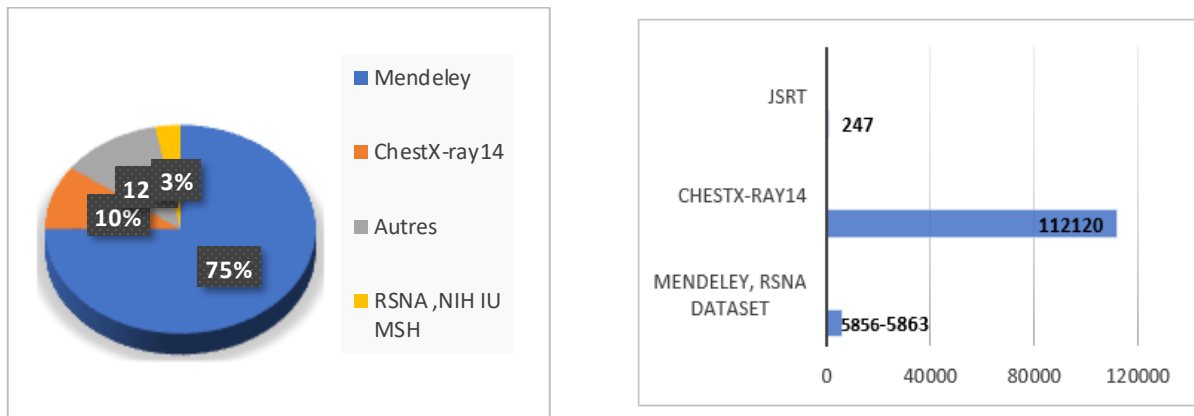 Mendeley
ChestX-ray14
Autres
RSNA ,NIH IU
MSH
12
3%
10%
75%
JSRT
247
CHESTX-RAY14
112120
MENDELEY, RSNA
DATASET
5856-5863
0 40000 80000 120000